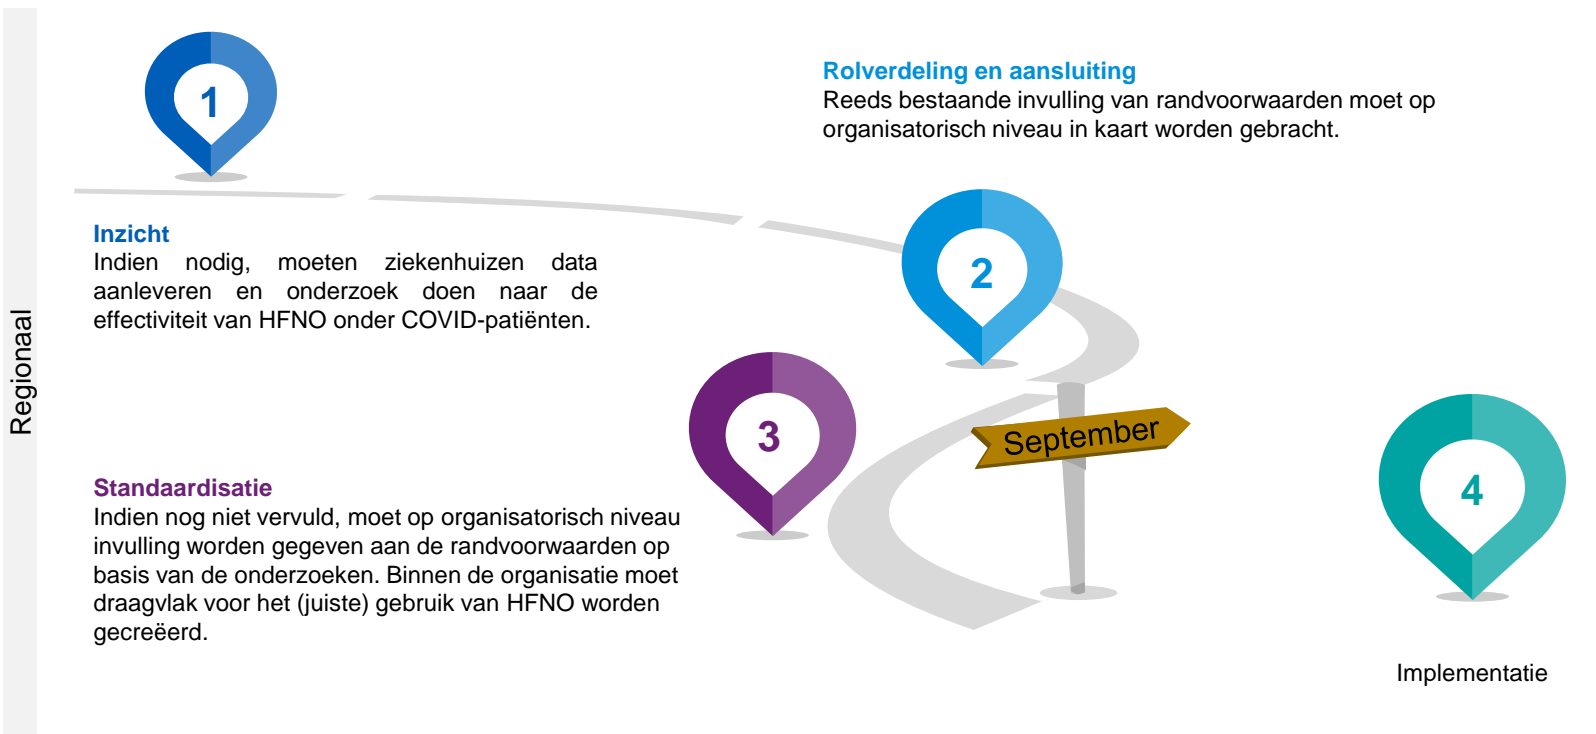 Regionaal
1
Inzicht
Indien nodig, moeten ziekenhuizen data
aanleveren en onderzoek doen naar de
effectiviteit van HFNO onder COVID-patiënten.
Rolverdeling en aansluiting
Reeds bestaande invulling van randvoorwaarden moet op
organisatorisch niveau in kaart worden gebracht.
2
3
Standaardisatie
Indien nog niet vervuld, moet op organisatorisch niveau
invulling worden gegeven aan de randvoorwaarden op
basis van de onderzoeken. Binnen de organisatie moet
draagvlak voor het (juiste) gebruik van HFNO worden
gecreëerd.
September
4
Implementatie